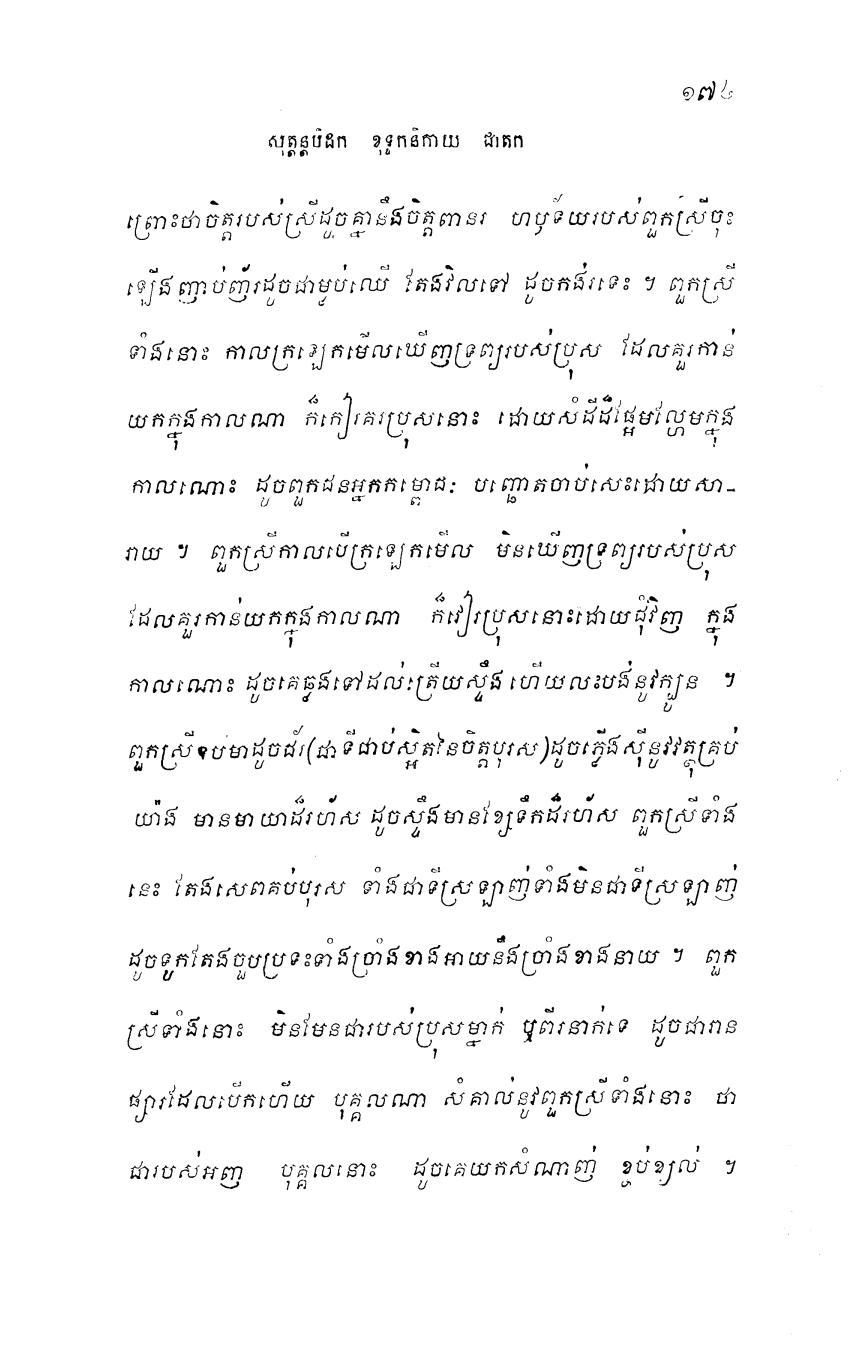 ១៧៤
សុត្តន្តបិដក ខុទ្ទកនិកាយ ជាតក
ព្រោះថាចិត្តរបស់ស្រីដូចគ្នានឹងចិត្តពានរ ហឫទ័យរបស់ពួកស្រីចុះ
ឡើងញាប់ញ័រដូចជាម្លប់ឈើ តែងវិលទៅ ដូចកង់រទេះ ។ ពួកស្រី
ទាំងនោះ កាលក្រឡេកមើលឃើញទ្រព្យរបស់ប្រុស ដែលគួរកាន់
យកក្នុងកាលណា ក៏កៀរគរប្រុសនោះ ដោយសំដីដ៏ផ្អែមល្ហែមក្នុង
កាលណោះ ដូចពួកជនអ្នកកម្ពោជៈ បញ្ឆោតចាប់សេះដោយសា-
រាយ ។ ពួកស្រីកាលបើក្រឡេកមើល មិនឃើញទ្រព្យរបស់ប្រុស
ដែលគួរកាន់យកក្នុងកាលណា ក៏វៀរប្រុសនោះដោយជុំវិញ ក្នុង
កាលណោះ ដូចគេឆ្លងទៅដល់ត្រើយស្ទឹង ហើយលះបង់នូវក្បូន ។
ពួកស្រីឧបមាដូចជ័រ(ជាទីជាប់ស្អិតនៃចិត្តបុរស)ដូចភ្លើងស៊ីនូវវត្ថុគ្រប់
យ៉ាង មានមាយាដ៏រហ័ស ដូចស្ទឹងមានខ្សែទឹកដ៏រហ័ស ពួកស្រីទាំង
នេះ តែងសេពគប់បុរស ទាំងជាទីស្រឡាញ់ទាំងមិនជាទីស្រឡាញ់
ដូចទូកតែងចួបប្រទះទាំងច្រាំងខាងអាយនឹងច្រាំងខាងនាយ ។ ពួក
ស្រីទាំងនោះ មិនមែនជារបស់ប្រុសម្នាក់ ឬពីរនាក់ទេ ដូចជារាន
ផ្សារដែលបើកហើយ បុគ្គលណា សំគាល់នូវពួកស្រីទាំងនោះ ថា
ជារបស់អញ បុគ្គលនោះ ដូចគេយកសំណាញ់ ខ្ទប់ខ្យល់ ។